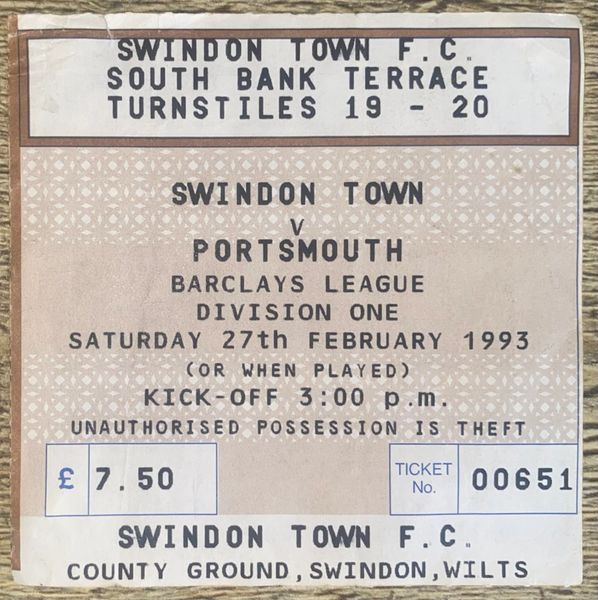 SWINDON TOWN F.C.
SOUTH BANK TERRACE
TURNSTILES 19 - 20
SWINDON TOWN
V
PORTSMOUTH
BARCLAYS LEAGUE
DIVISION ONE
SATURDAY 27th FEBRUARY 1993
(OR WHEN PLAYED)
KICK-OFF 3:00 p.m.
UNAUTHORISED POSSESSION IS THEFT
£ 7.50
TICKET No. 00651
SWINDON TOWN F.C.
COUNTY GROUND,SWINDON,WILTS